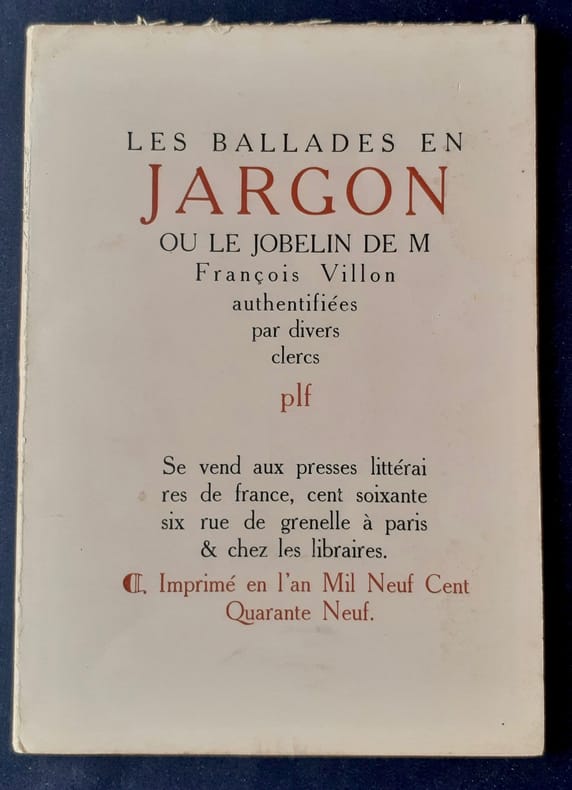 LES BALLADES EN
JARGON
OU LE JOBELIN DE M
François Villon
authentifiées
par divers
clercs
plf
Se vend aux presses littérai
res de france, cent soixante
six rue de grenelle à paris
& chez les libraires.
ℂ. Imprimé en l'an Mil Neuf Cent
Quarante Neuf.